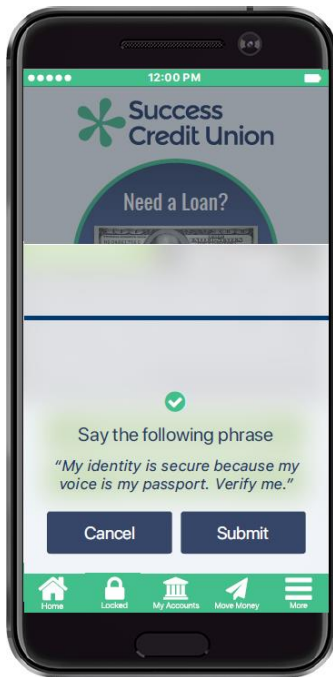 12:00 PM
Success
Credit Union
Need a Loan?
Say the following phrase
“My identity is secure because my
voice is my passport. Verify me.”
Cancel Submit
Home Locked My Accounts Move Money More